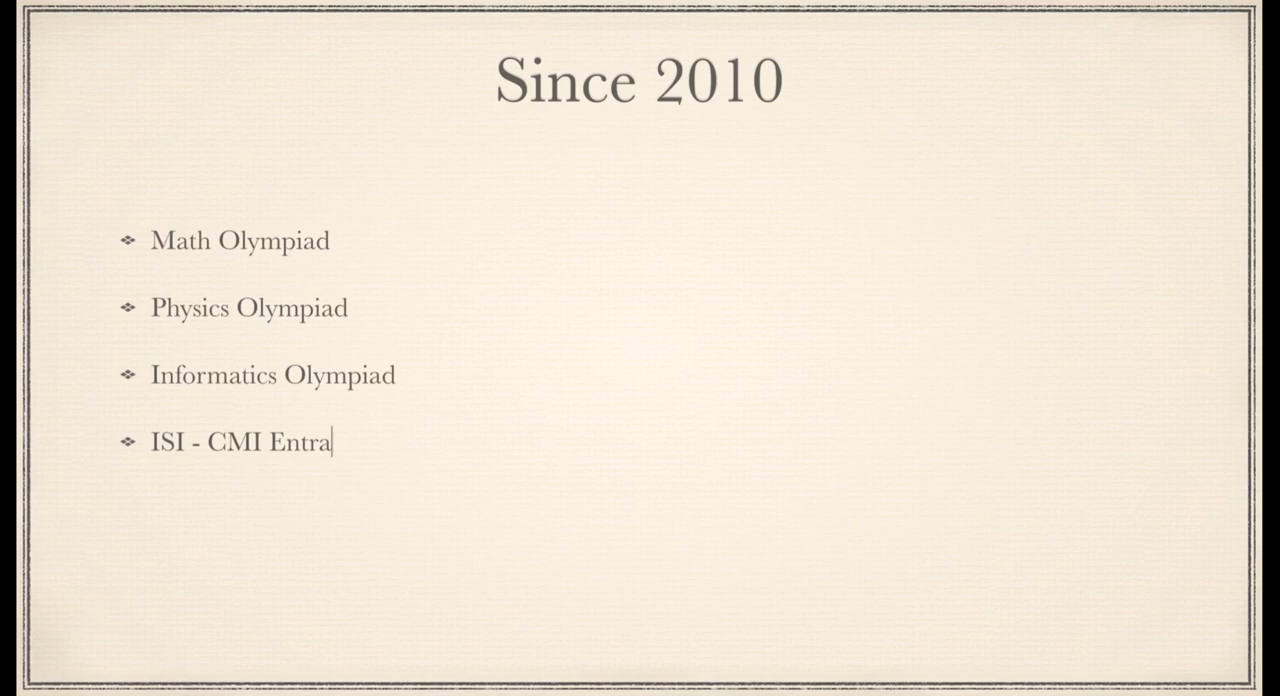 Since 2010
Math Olympiad
Physics Olympiad
Informatics Olympiad
ISI - CMI Entra